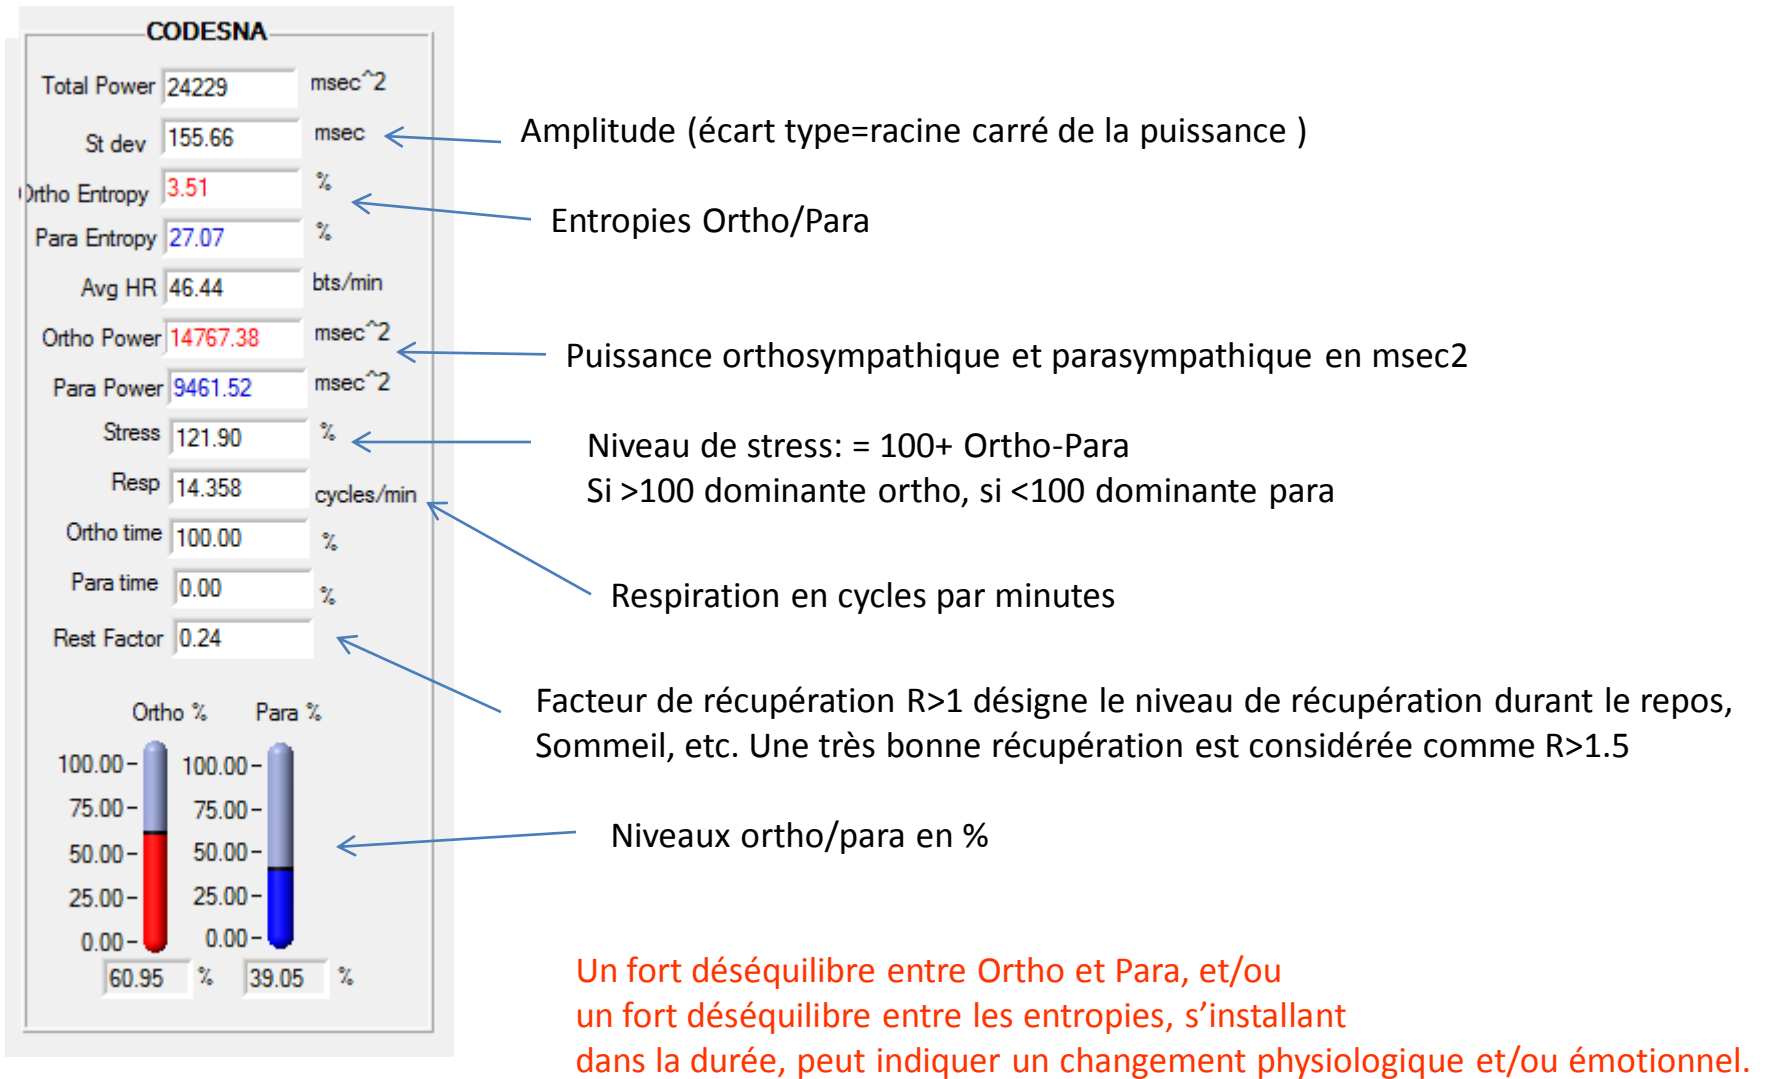 CODESNA
Total Power 24229 msec^2
St dev 155.66 msec
Ortho Entropy 3.51 %
Para Entropy 27.07 %
Avg HR 46.44 bts/min
Ortho Power 14767.38 msec^2
Para Power 9461.52 msec^2
Stress 121.90 %
Resp 14.358 cycles/min
Ortho time 100.00 %
Para time 0.00 %
Rest Factor 0.24
Ortho % Para %
100.00 100.00
75.00 75.00
50.00 50.00
25.00 25.00
0.00 0.00
60.95 % 39.05 %
Amplitude (écart type=racine carré de la puissance )
Entropies Ortho/Para
Puissance orthosympathique et parasympathique en msec2
Niveau de stress: = 100+ Ortho-Para
Si >100 dominante ortho, si <100 dominante para
Respiration en cycles par minutes
Facteur de récupération R>1 désigne le niveau de récupération durant le repos,
Sommeil, etc. Une très bonne récupération est considérée comme R>1.5
Niveaux ortho/para en %
Un fort déséquilibre entre Ortho et Para, et/ou
un fort déséquilibre entre les entropies, s’installant
dans la durée, peut indiquer un changement physiologique et/ou émotionnel.